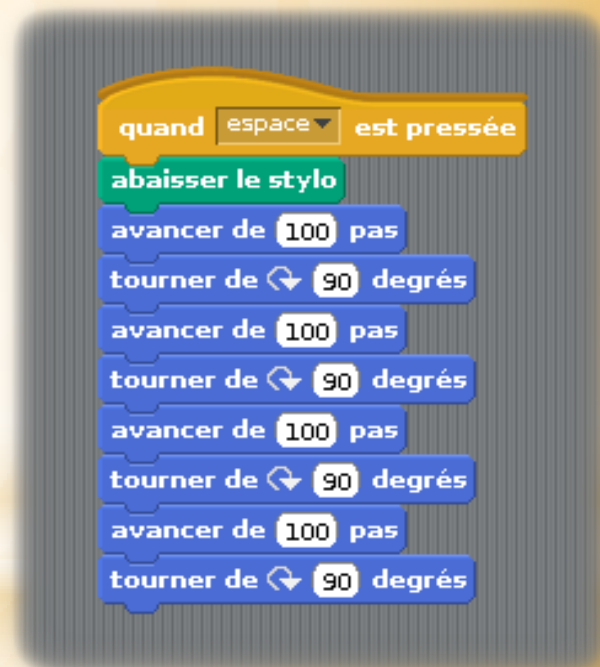 quand espace est pressée
abaisser le stylo
avancer de 100 pas
tourner de 90 degrés
avancer de 100 pas
tourner de 90 degrés
avancer de 100 pas
tourner de 90 degrés
avancer de 100 pas
tourner de 90 degrés